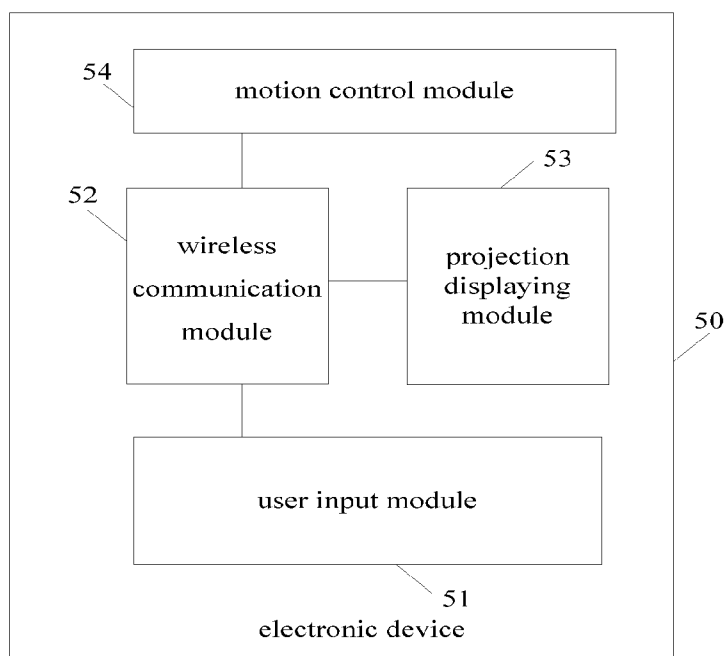 54
motion control module
53
52
wireless
communication
module
projection
displaying
module
50
user input module
51
electronic device